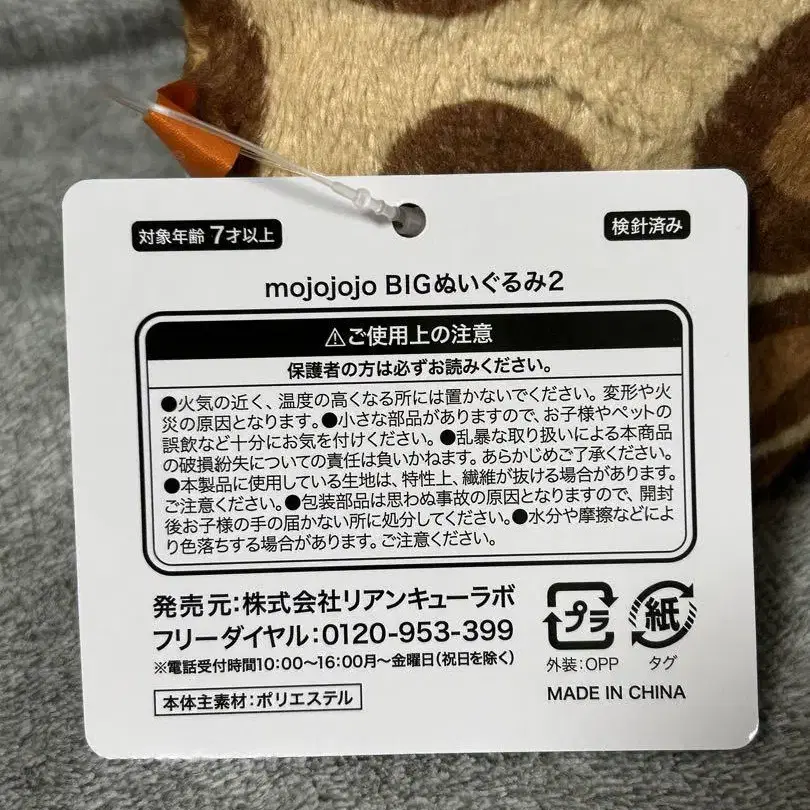 対象年齢 7才以上
検針済み
mojojojo BIGぬいぐるみ2
⚠ご使用上の注意
保護者の方は必ずお読みください。
●火気の近く、温度の高くなる所には置かないでください。変形や火
災の原因となります。●小さな部品がありますので、お子様やペットの
誤飲など十分にお気を付けください。●乱暴な取り扱いによる本商品
の破損紛失についての責任は負いかねます。あらかじめご了承ください。
●本製品に使用している生地は、特性上、繊維が抜ける場合があります。
ご注意ください。●包装部品は思わぬ事故の原因となりますので、開封
後お子様の手の届かない所に処分してください。●水分や摩擦などによ
り色落ちする場合があります。ご注意ください。
発売元:株式会社リアンキューラボ
フリーダイヤル:0120-953-399
※電話受付時間10:00〜16:00月〜金曜日(祝日を除く)
本体主素材:ポリエステル
プラ
紙
外装:OPP
タグ
MADE IN CHINA